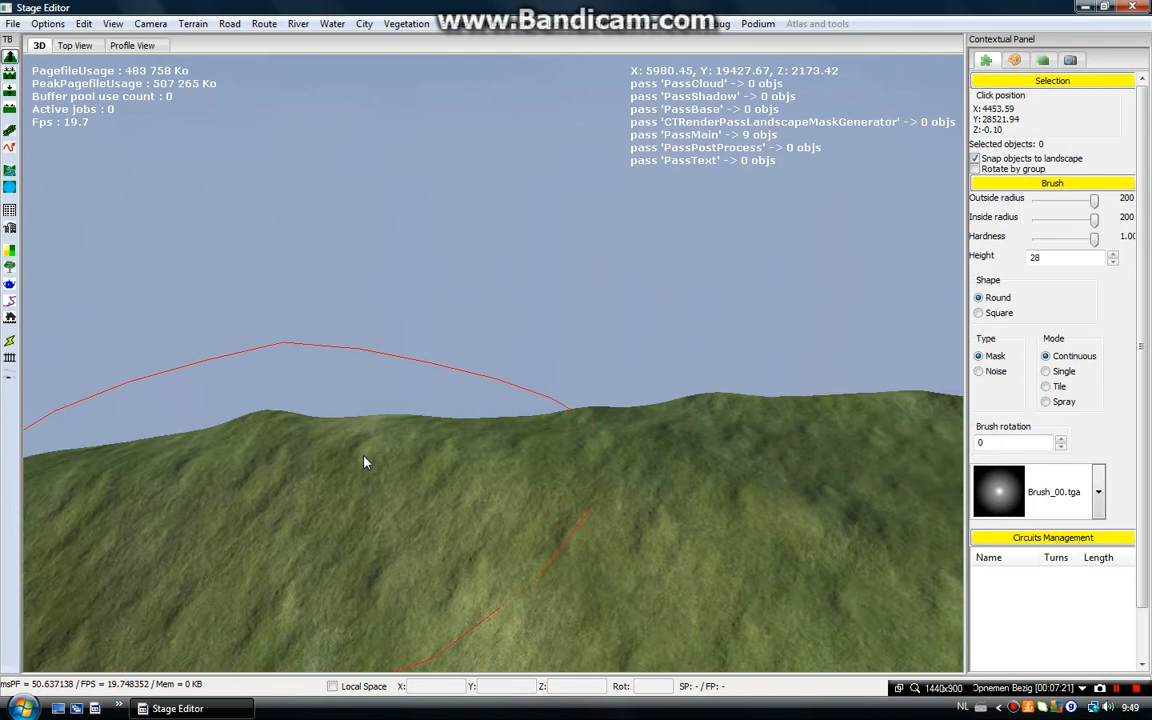 Stage Editor
www.Bandicam.com
File Options Edit View Camera Terrain Road Route River Water City Vegetation Podium Atlas and tools
TB 3D Top View Profile View
Contextual Panel
PagefileUsage : 483 758 Ko
PeakPagefileUsage : 507 265 Ko
Buffer pool use count : 0
Active jobs : 0
Fps : 19.7
X: 5980.45, Y: 19427.67, Z: 2173.42
pass 'PassCloud' -> 0 objs
pass 'PassShadow' -> 0 objs
pass 'PassBase' -> 0 objs
pass 'CTRenderPassLandscapeMaskGenerator' -> 0 objs
pass 'PassMain' -> 9 objs
pass 'PassPostProcess' -> 0 objs
pass 'PassText' -> 0 objs
Selection
Click position
X:4453.59
Y:28521.94
Z:-0.10
Selected objects: 0
Snap objects to landscape
Rotate by group
Brush
Outside radius 200
Inside radius 200
Hardness 1.00
Height 28
Shape
Round
Square
Type Mode
Mask Continuous
Noise Single
Tile
Spray
Brush rotation
0
Brush_00.tga
Circuits Management
Name Turns Length
msPF = 50.637138 / FPS = 19.748352 / Mem = 0 KB
Local Space X: Y: Z: Rot: SP: - / FP: -
1440x900 Opnemen Bezig [00:07:21]
Stage Editor
NL 9:49